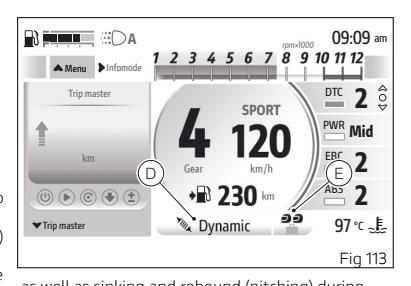 A
09:09 am
Menu
Infomode
1 2 3 4 5 6 7 8 9 10 11 12
rpm×1000
Trip master
km
Trip master
4
Gear
SPORT
120
km/h
230 km
Dynamic
D
E
DTC 2
PWR Mid
EBC 2
ABS 2
97 °C
Fig 113
as well as sinking and rebound (pitching) during